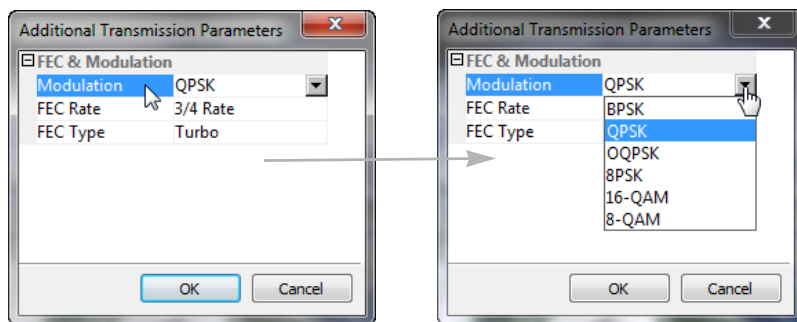 Additional Transmission Parameters
FEC & Modulation
Modulation QPSK
FEC Rate 3/4 Rate
FEC Type Turbo
OK Cancel
Additional Transmission Parameters
FEC & Modulation
Modulation QPSK
FEC Rate BPSK
FEC Type QPSK
OQPSK
8PSK
16-QAM
8-QAM
OK Cancel